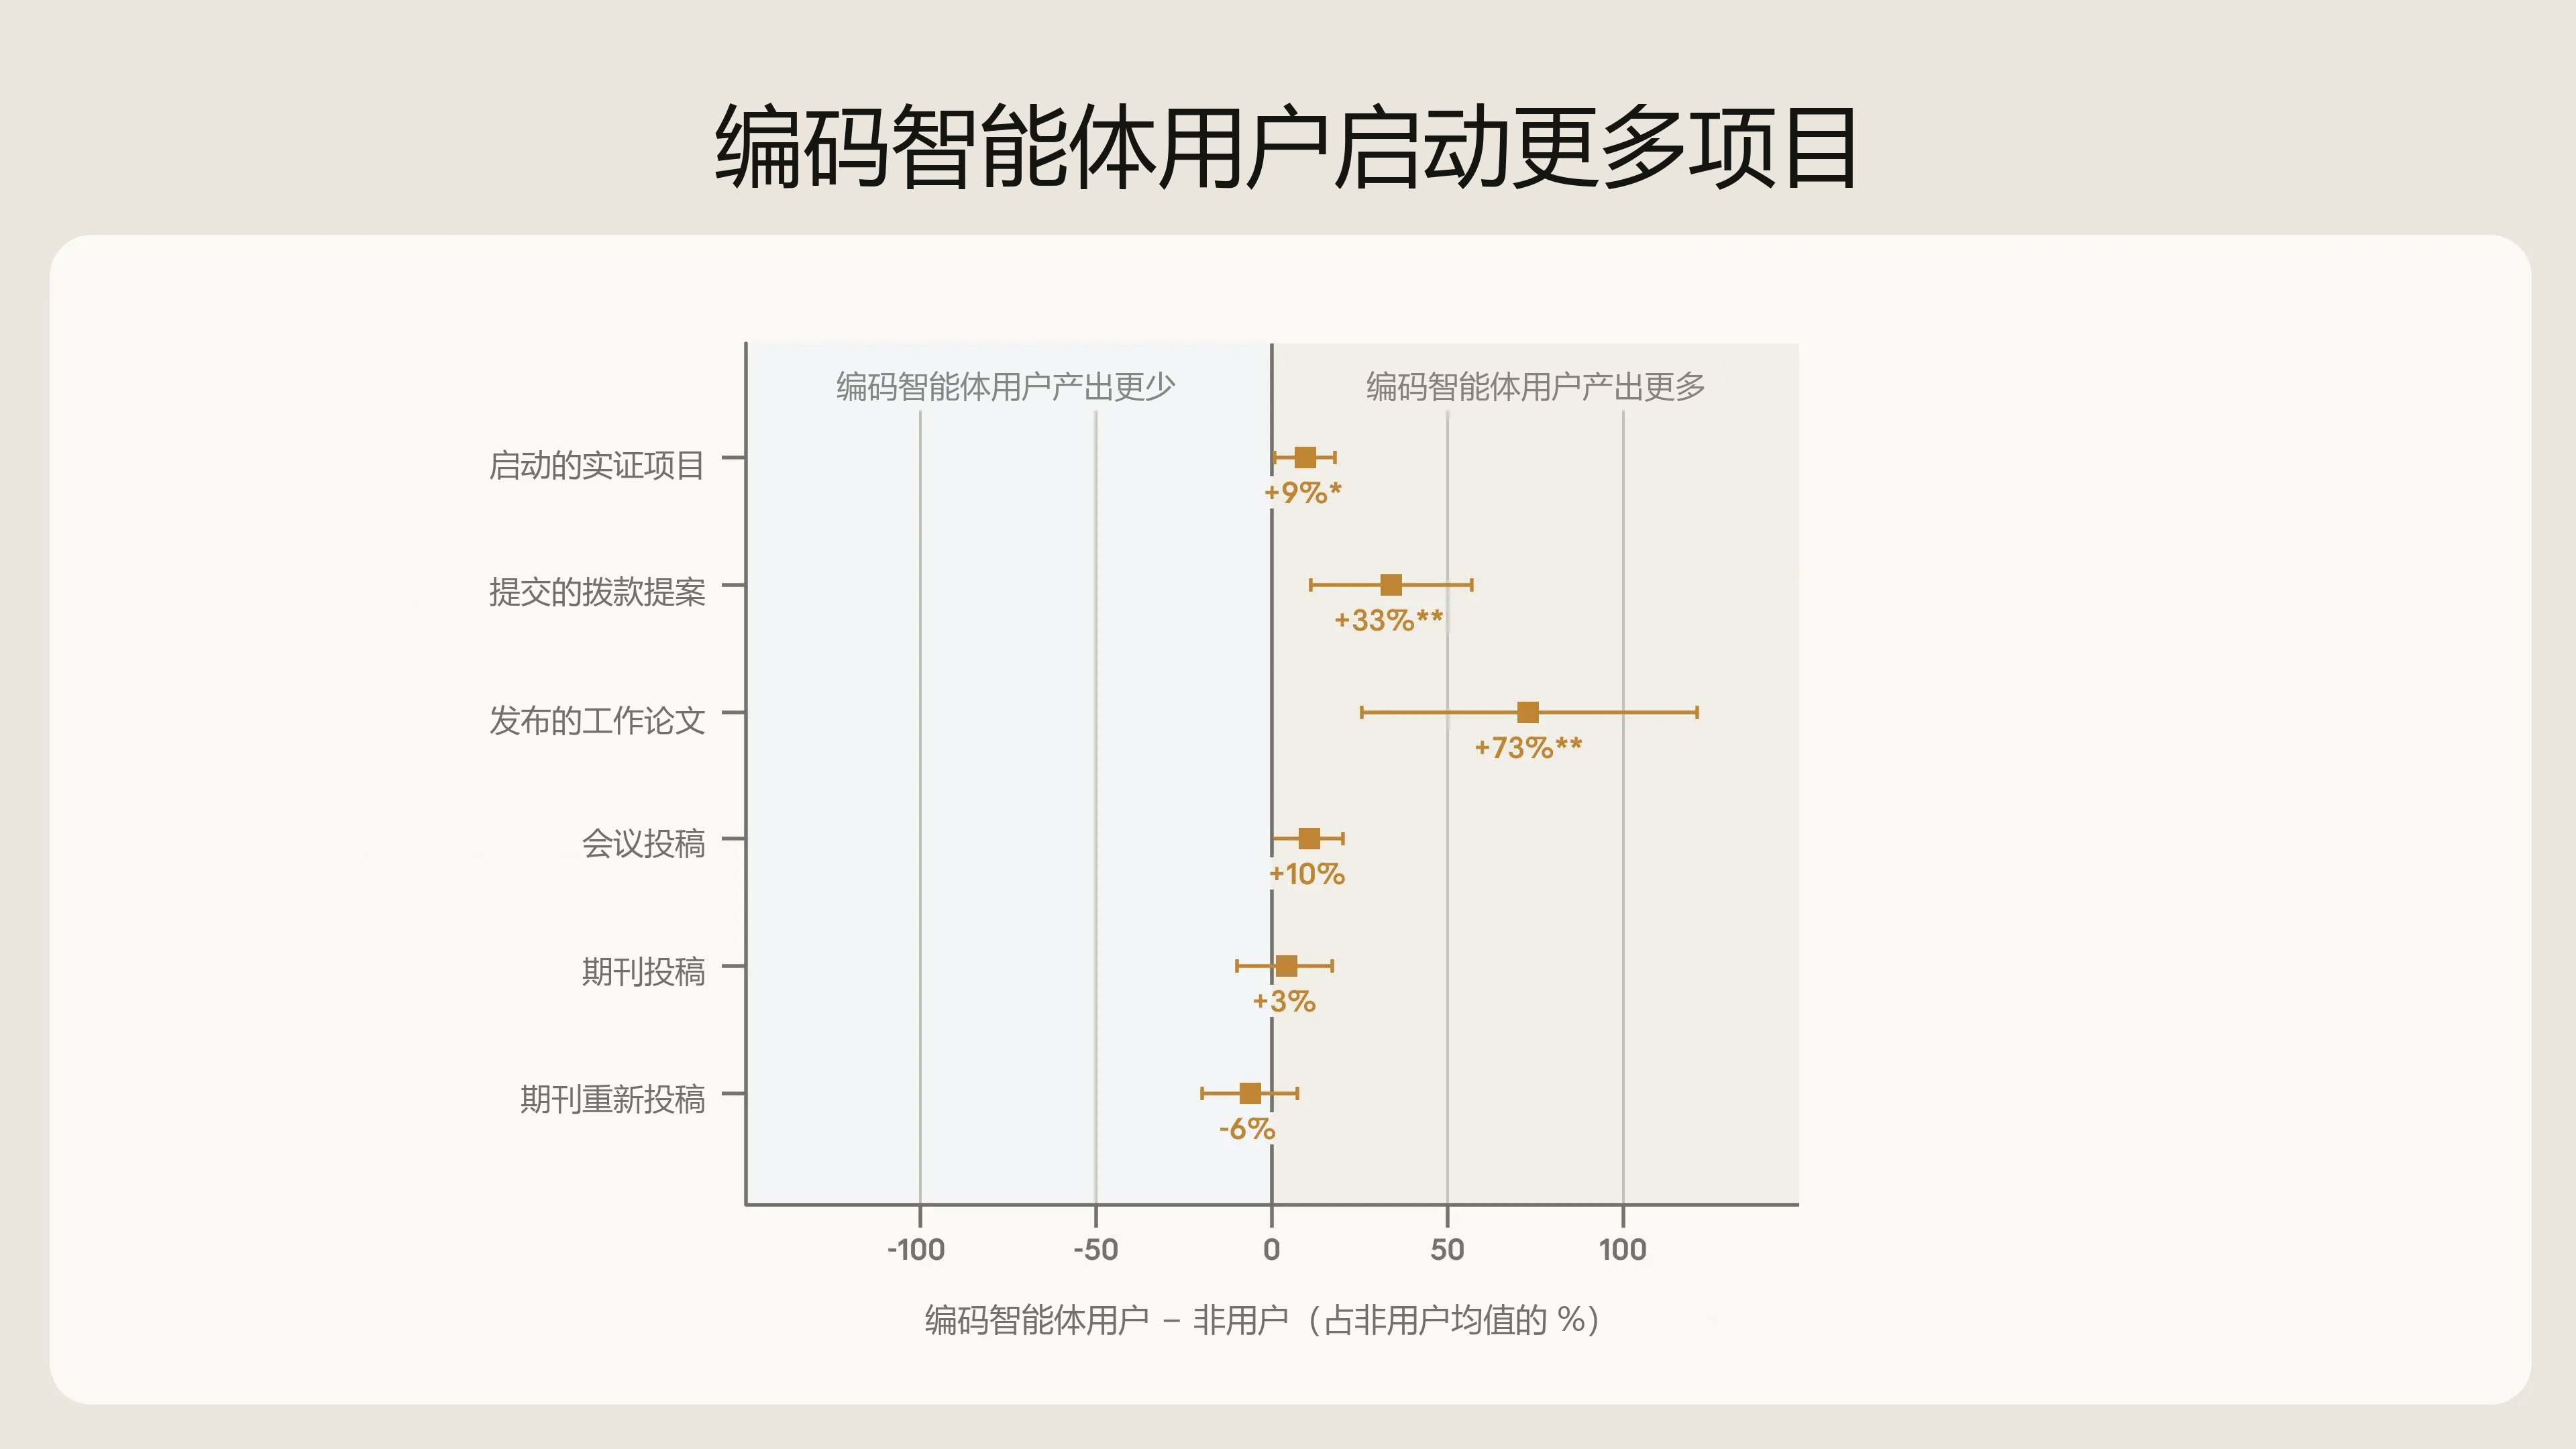 编码智能体用户启动更多项目
编码智能体用户产出更少
编码智能体用户产出更多
启动的实证项目
+9%*
提交的拨款提案
+33%**
发布的工作论文
+73%**
会议投稿
+10%
期刊投稿
+3%
期刊重新投稿
-6%
-100
-50
0
50
100
编码智能体用户 – 非用户（占非用户均值的 %）